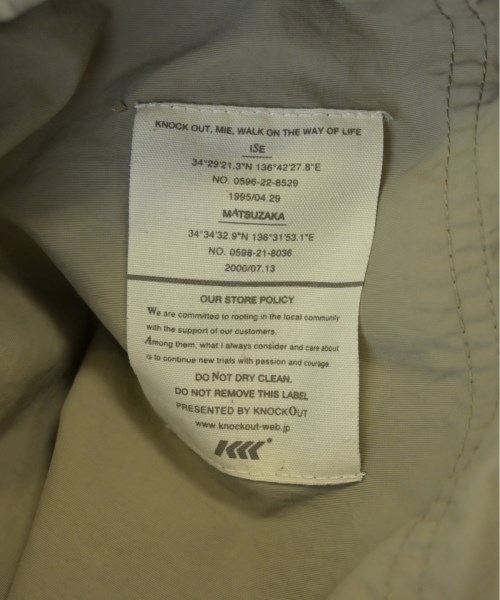 KNOCK OUT, MIE, WALK ON THE WAY OF LIFE
ISE
34°29'21.3"N 136°42'27.8"E
NO. 0596-22-8529
1995/04.29
MATSUZAKA
34°34'32.9"N 136°31'53.1"E
NO. 0598-21-8036
2000/07.13
OUR STORE POLICY
We are committed to rooting in the local community
with the support of our customers.
Among them, what I always consider and care about
is to continue new trials with passion and courage
DO NOT DRY CLEAN.
DO NOT REMOVE THIS LABEL
PRESENTED BY KNOCKOUT
www.knockout-web.jp